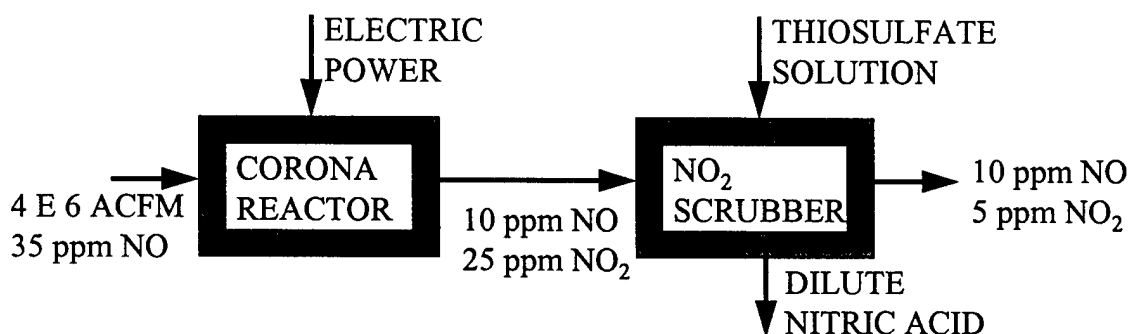 ELECTRIC
POWER
THIOSULFATE
SOLUTION
CORONA
REACTOR
NO₂
SCRUBBER
4 E 6 ACFM
35 ppm NO
10 ppm NO
25 ppm NO₂
10 ppm NO
5 ppm NO₂
DILUTE
NITRIC ACID